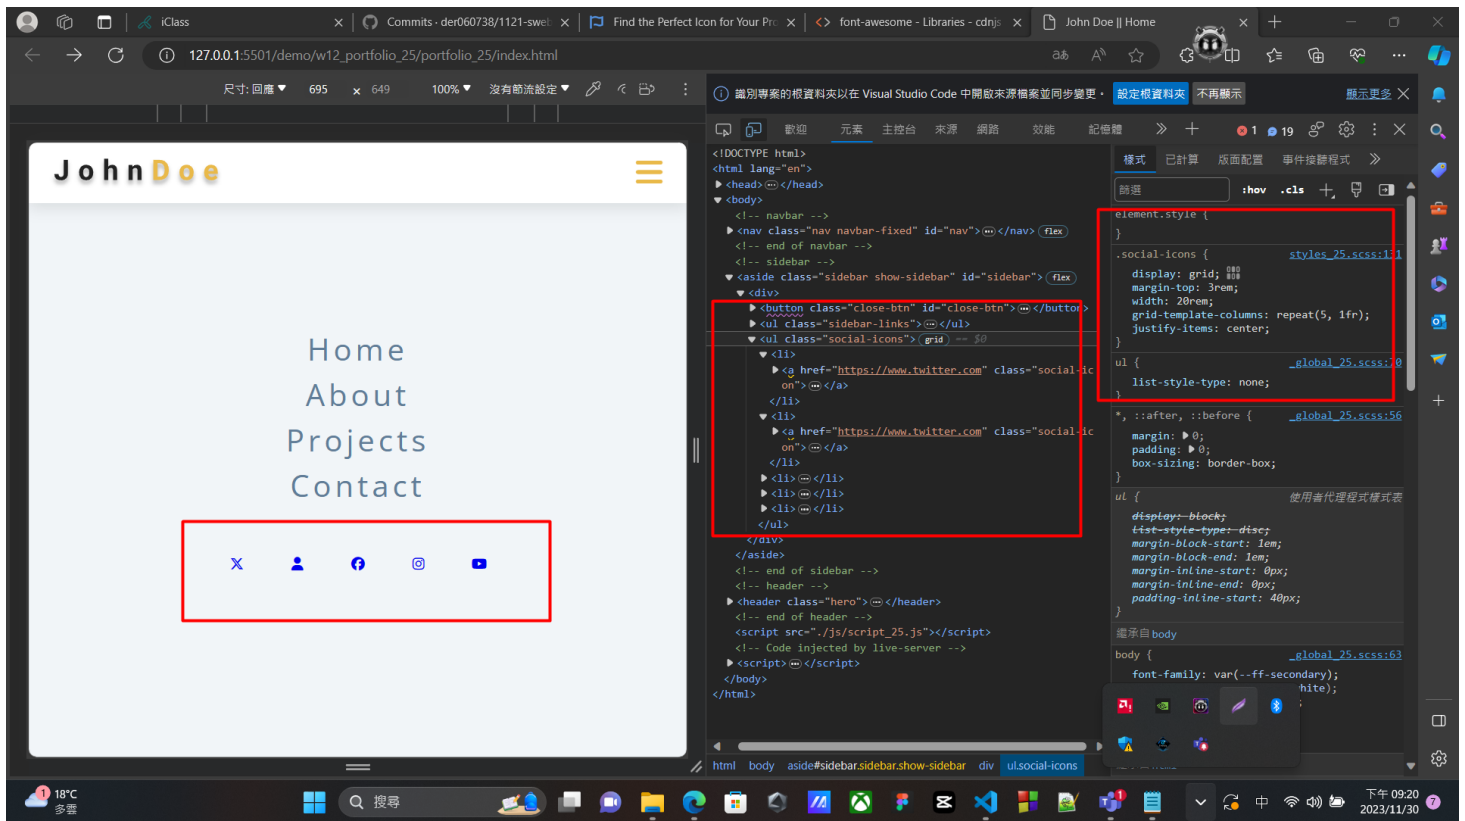 iClass
Commits · der060738/1121-sweb
Find the Perfect Icon for Your Pro
font-awesome - Libraries - cdnjs
John Doe || Home
127.0.0.1:5501/demo/w12_portfolio_25/portfolio_25/index.html
尺寸: 回應 ▼ 695 × 649 100% ▼ 沒有節流設定 ▼
識別專案的根資料夾以在 Visual Studio Code 中開啟來源檔案並同步變更。 設定根資料夾 不再顯示 顯示更多
歡迎 元素 主控台 來源 網路 效能 記憶體 1 19
JohnDoe
Home
About
Projects
Contact
<!DOCTYPE html>
<html lang="en">
<head>⋯</head>
<body>
<!-- navbar -->
<nav class="nav navbar-fixed" id="nav">⋯</nav> flex
<!-- end of navbar -->
<!-- sidebar -->
<aside class="sidebar show-sidebar" id="sidebar"> flex
<div>
<button class="close-btn" id="close-btn">⋯</button>
<ul class="sidebar-links">⋯</ul>
<ul class="social-icons"> grid == $0
<li>
<a href="https://www.twitter.com" class="social-ic
on">⋯</a>
</li>
<li>
<a href="https://www.twitter.com" class="social-ic
on">⋯</a>
</li>
<li>⋯</li>
<li>⋯</li>
<li>⋯</li>
</ul>
</div>
</aside>
<!-- end of sidebar -->
<!-- header -->
<header class="hero">⋯</header>
<!-- end of header -->
<script src="./js/script_25.js"></script>
<!-- Code injected by live-server -->
<script>⋯</script>
</body>
</html>
html body aside#sidebar.sidebar.show-sidebar div ul.social-icons
樣式 已計算 版面配置 事件接聽程式
篩選 :hov .cls
element.style {
}
.social-icons { styles_25.scss:131
display: grid;
margin-top: 3rem;
width: 20rem;
grid-template-columns: repeat(5, 1fr);
justify-items: center;
}
ul { _global_25.scss:70
list-style-type: none;
}
*, ::after, ::before { _global_25.scss:56
margin: 0;
padding: 0;
box-sizing: border-box;
}
ul { 使用者代理程式樣式表
display: block;
list-style-type: disc;
margin-block-start: 1em;
margin-block-end: 1em;
margin-inline-start: 0px;
margin-inline-end: 0px;
padding-inline-start: 40px;
}
繼承自 body
body { _global_25.scss:63
font-family: var(--ff-secondary);
white);
18°C
多雲
搜尋
中
下午 09:20
2023/11/30
7